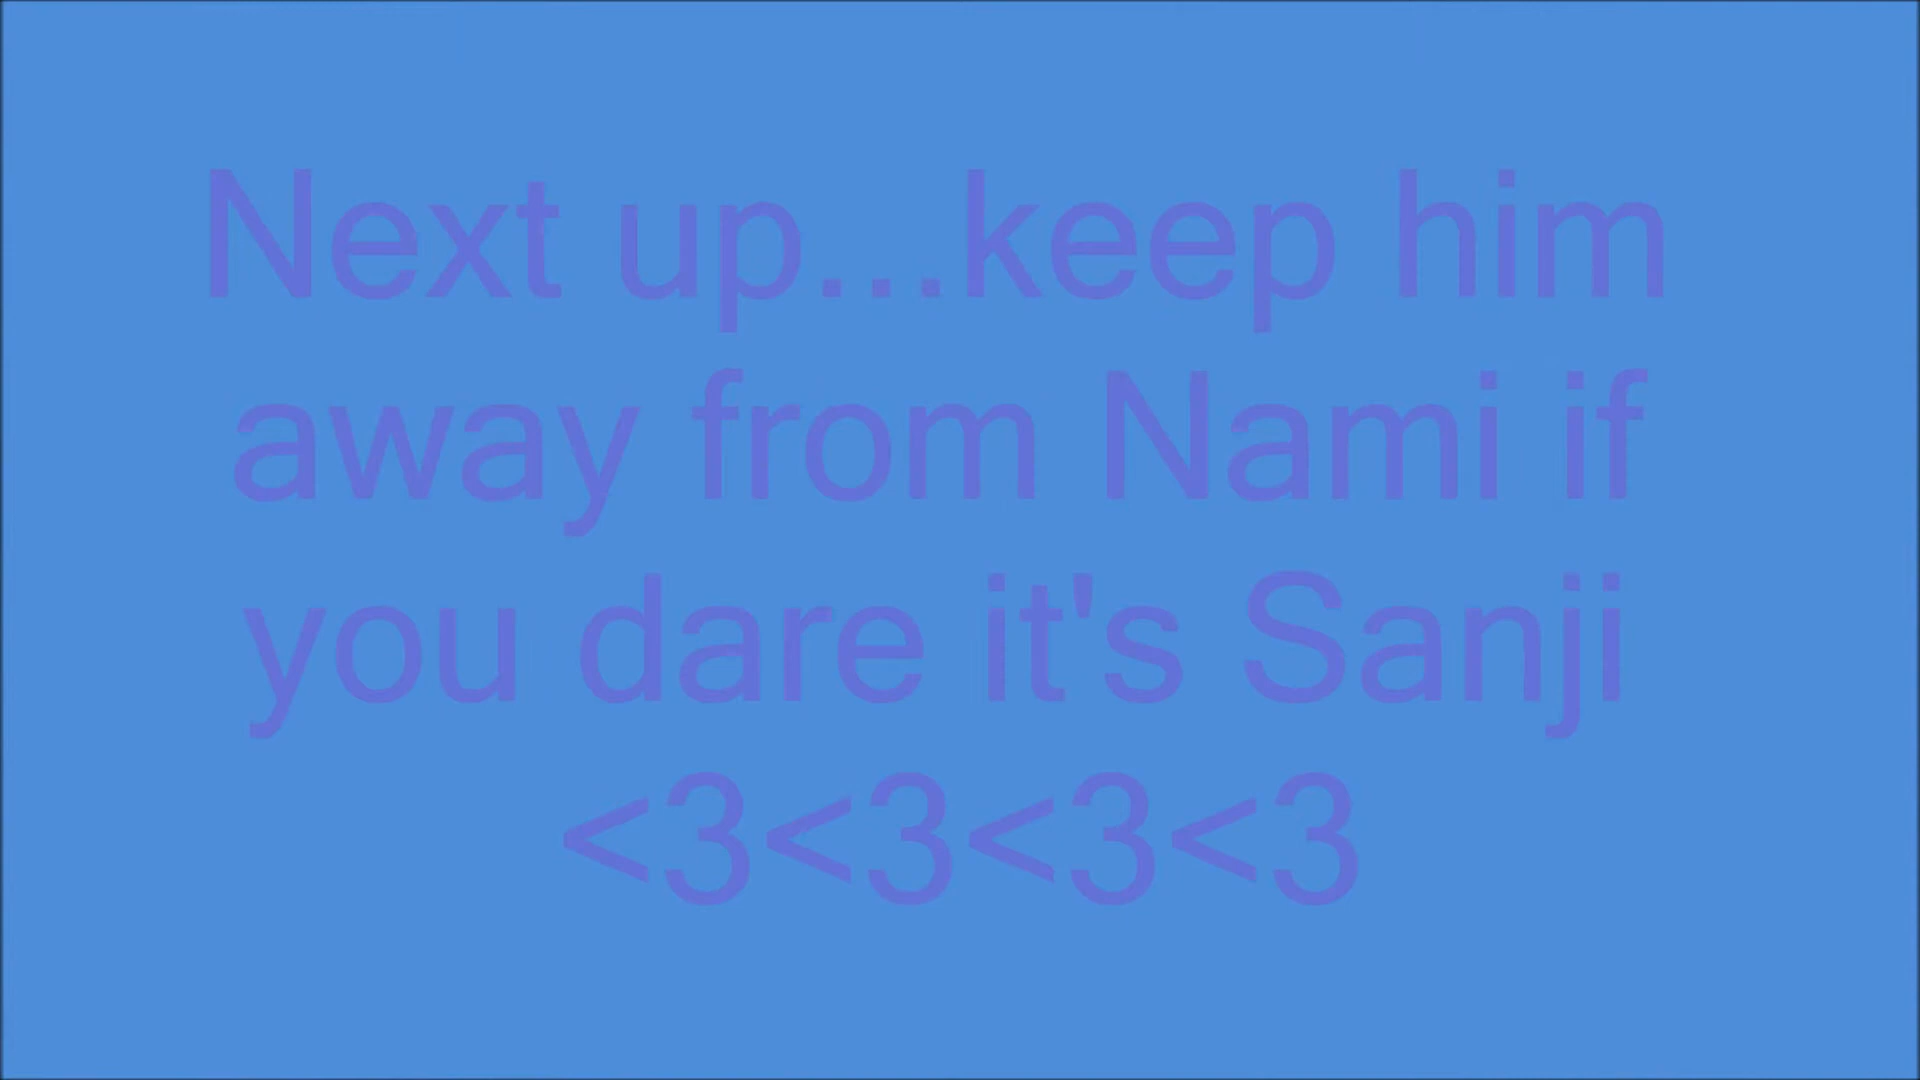 Next up...keep him
away from Nami if
you dare it's Sanji
<3<3<3<3